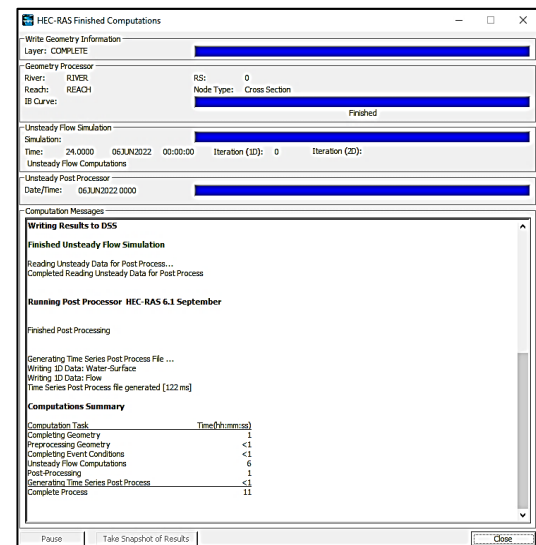 HEC-RAS Finished Computations
Write Geometry Information
Layer: COMPLETE
Geometry Processor
River: RIVER RS: 0
Reach: REACH Node Type: Cross Section
IB Curve:
Finished
Unsteady Flow Simulation
Simulation:
Time: 24.0000 06JUN2022 00:00:00 Iteration (1D): 0 Iteration (2D):
Unsteady Flow Computations
Unsteady Post Processor
Date/Time: 06JUN2022 0000
Computation Messages
Writing Results to DSS
Finished Unsteady Flow Simulation
Reading Unsteady Data for Post Process...
Completed Reading Unsteady Data for Post Process
Running Post Processor HEC-RAS 6.1 September
Finished Post Processing
Generating Time Series Post Process File ...
Writing 1D Data: Water-Surface
Writing 1D Data: Flow
Time Series Post Process file generated [122 ms]
Computations Summary
Computation Task Time(hh:mm:ss)
Completing Geometry 1
Preprocessing Geometry <1
Completing Event Conditions <1
Unsteady Flow Computations 6
Post-Processing 1
Generating Time Series Post Process <1
Complete Process 11
Pause Take Snapshot of Results Close